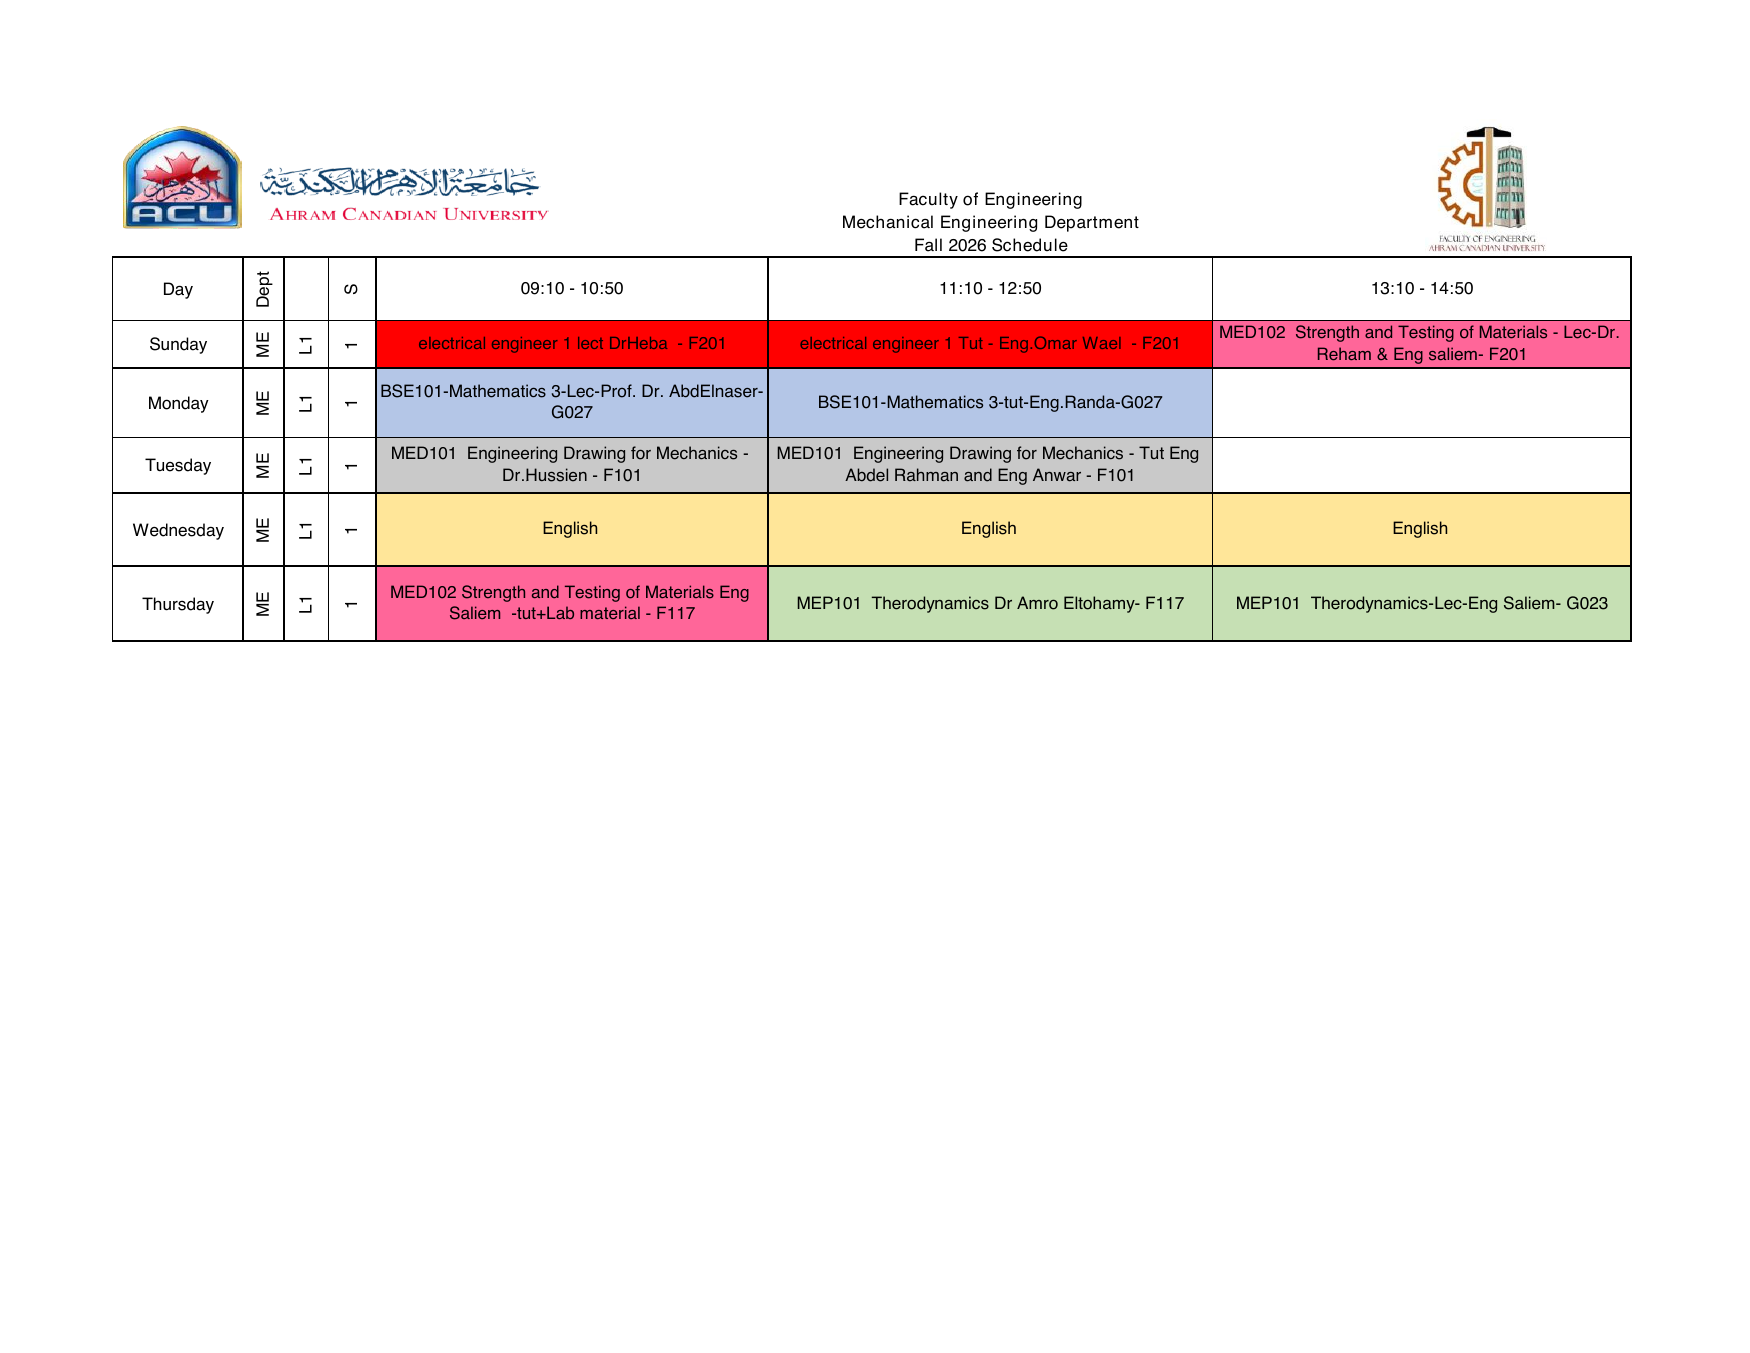 ACU
جامعة الاهرام الكندية
AHRAM CANADIAN UNIVERSITY
Faculty of Engineering
Mechanical Engineering Department
Fall 2026 Schedule
ACU
FACULTY OF ENGINEERING
AHRAM CANADIAN UNIVERSITY
Day Dept S 09:10 - 10:50 11:10 - 12:50 13:10 - 14:50
Sunday ME L1 1
electrical engineer 1 lect DrHeba - F201
electrical engineer 1 Tut - Eng.Omar Wael - F201
MED102 Strength and Testing of Materials - Lec-Dr.
Reham & Eng saliem- F201
Monday ME L1 1
BSE101-Mathematics 3-Lec-Prof. Dr. AbdElnaser-
G027
BSE101-Mathematics 3-tut-Eng.Randa-G027
Tuesday ME L1 1
MED101 Engineering Drawing for Mechanics -
Dr.Hussien - F101
MED101 Engineering Drawing for Mechanics - Tut Eng
Abdel Rahman and Eng Anwar - F101
Wednesday ME L1 1
English
English
English
Thursday ME L1 1
MED102 Strength and Testing of Materials Eng
Saliem -tut+Lab material - F117
MEP101 Therodynamics Dr Amro Eltohamy- F117
MEP101 Therodynamics-Lec-Eng Saliem- G023